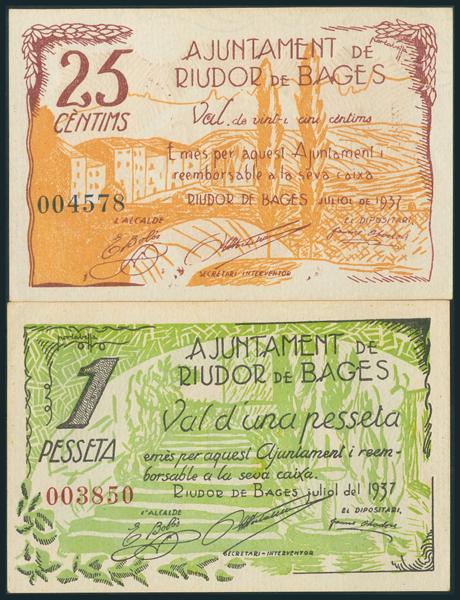 25
CÈNTIMS
AJUNTAMENT DE
RIUDOR DE BAGES
Val. de vint-i cinc cèntims
Emès per aquest Ajuntament i
reemborsable a la seva caixa
RIUDOR DE BAGES JULIOL DE 1937
004578
L'ALCALDE
EL DIPOSITARI,
E. Bobés
SECRETARI-INTERVENTOR
portabella
1
PESSETA
AJUNTAMENT DE
RIUDOR DE BAGES
Val d'una pesseta
emès per aquest Ajuntament i reem-
borsable a la seva caixa.
RIUDOR DE BAGES juliol del 1937
003850
L'ALCALDE
EL DIPOSITARI,
E. Bobés
SECRETARI-INTERVENTOR